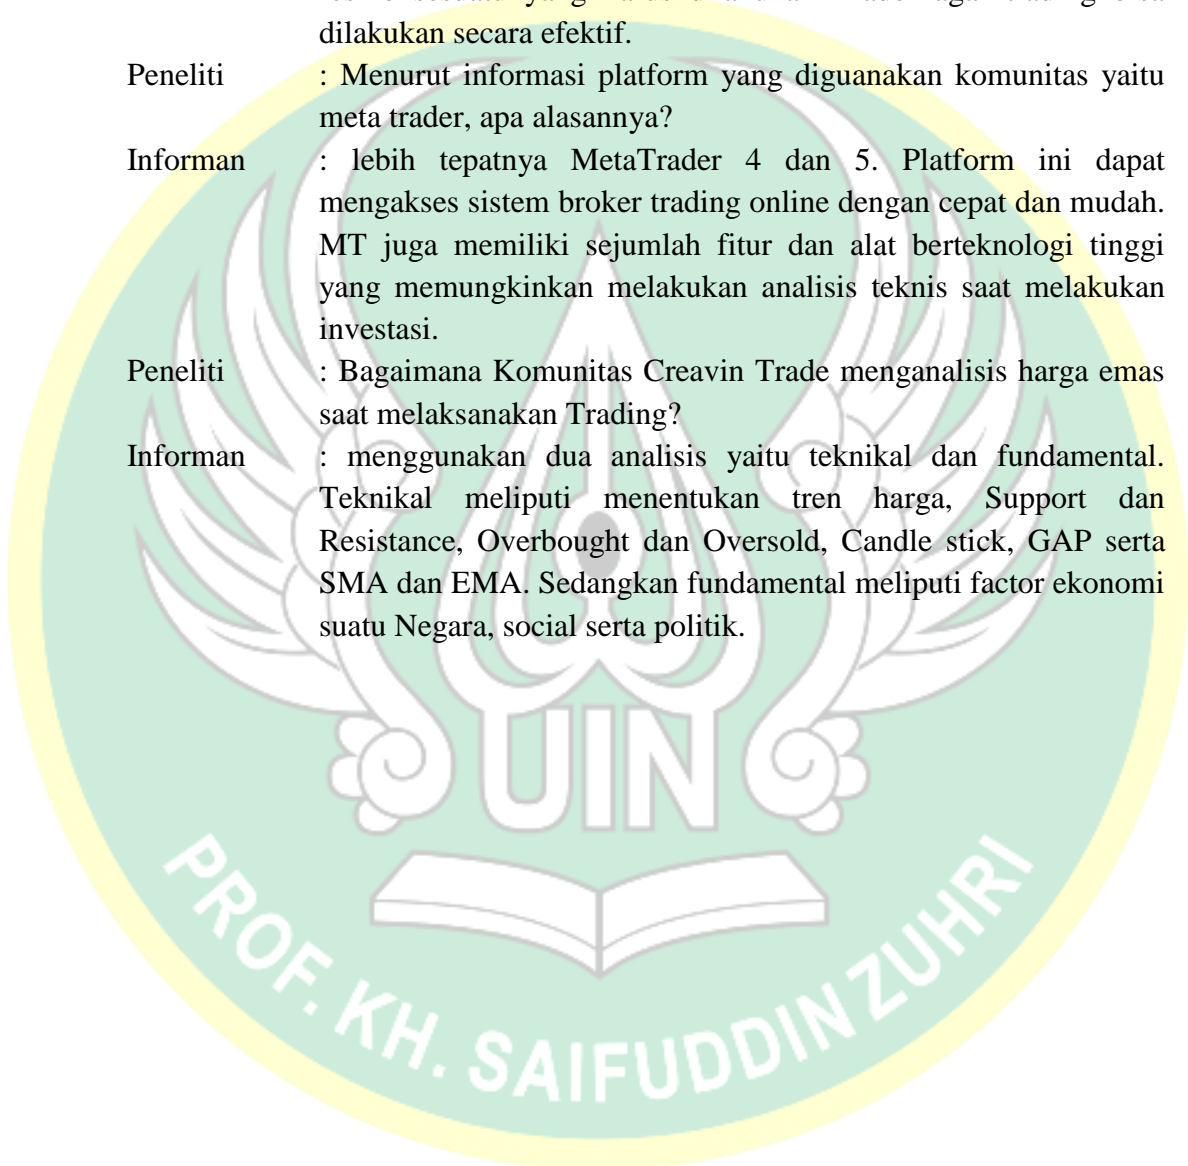 dilakukan secara efektif.
Peneliti : Menurut informasi platform yang diguanakan komunitas yaitu
meta trader, apa alasannya?
Informan : lebih tepatnya MetaTrader 4 dan 5. Platform ini dapat
mengakses sistem broker trading online dengan cepat dan mudah.
MT juga memiliki sejumlah fitur dan alat berteknologi tinggi
yang memungkinkan melakukan analisis teknis saat melakukan
investasi.
Peneliti : Bagaimana Komunitas Creavin Trade menganalisis harga emas
saat melaksanakan Trading?
Informan : menggunakan dua analisis yaitu teknikal dan fundamental.
Teknikal meliputi menentukan tren harga, Support dan
Resistance, Overbought dan Oversold, Candle stick, GAP serta
SMA dan EMA. Sedangkan fundamental meliputi factor ekonomi
suatu Negara, social serta politik.
UIN
PROF. KH. SAIFUDDIN ZUHRI